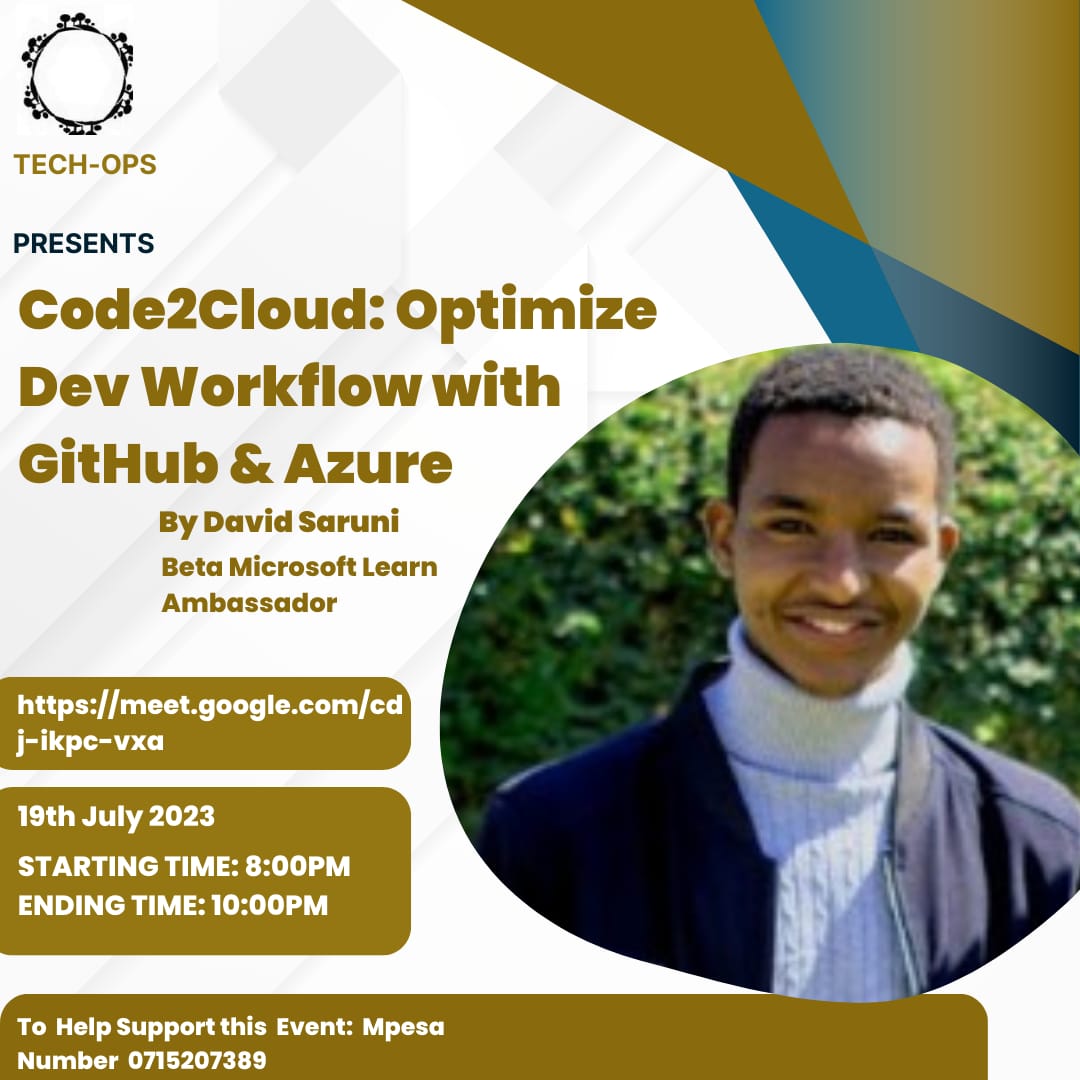 TECH-OPS
PRESENTS
Code2Cloud: Optimize
Dev Workflow with
GitHub & Azure
By David Saruni
Beta Microsoft Learn
Ambassador
https://meet.google.com/cd
j-ikpc-vxa
19th July 2023
STARTING TIME: 8:00PM
ENDING TIME: 10:00PM
To Help Support this Event: Mpesa
Number 0715207389